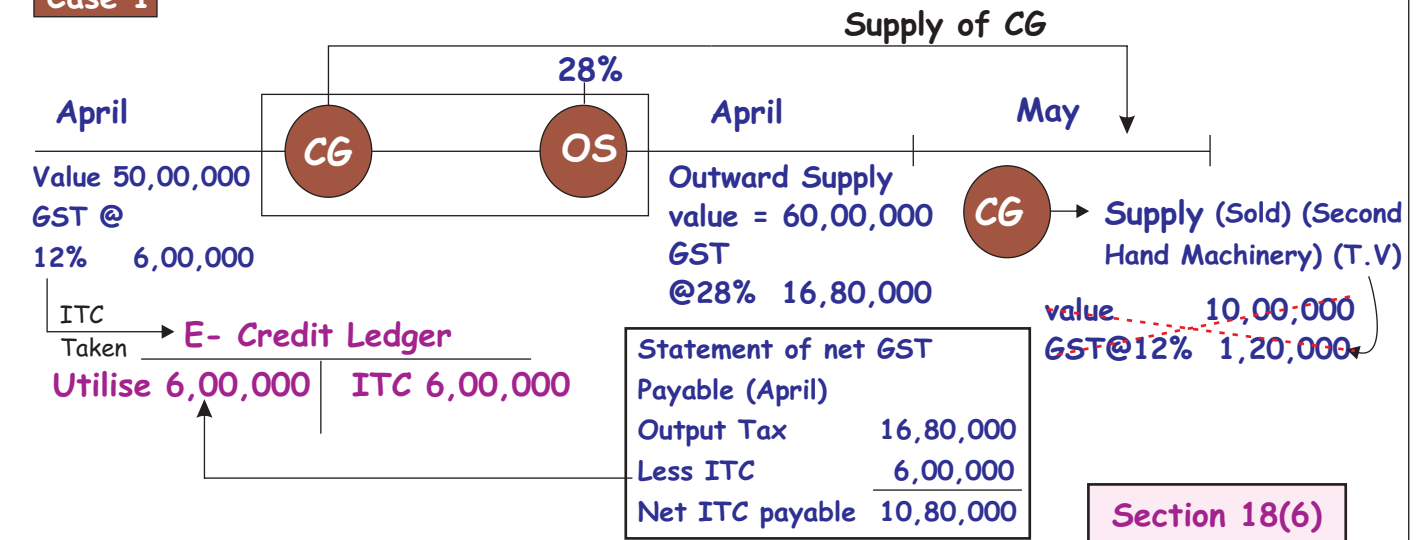 Case 1
Supply of CG
28%
April
April
May
CG
OS
Value 50,00,000
GST @
12% 6,00,000
Outward Supply
value = 60,00,000
GST
@28% 16,80,000
CG
Supply (Sold) (Second
Hand Machinery) (T.V)
value 10,00,000
GST@12% 1,20,000
ITC
Taken
E- Credit Ledger
Utilise 6,00,000 ITC 6,00,000
Statement of net GST
Payable (April)
Output Tax 16,80,000
Less ITC 6,00,000
Net ITC payable 10,80,000
Section 18(6)